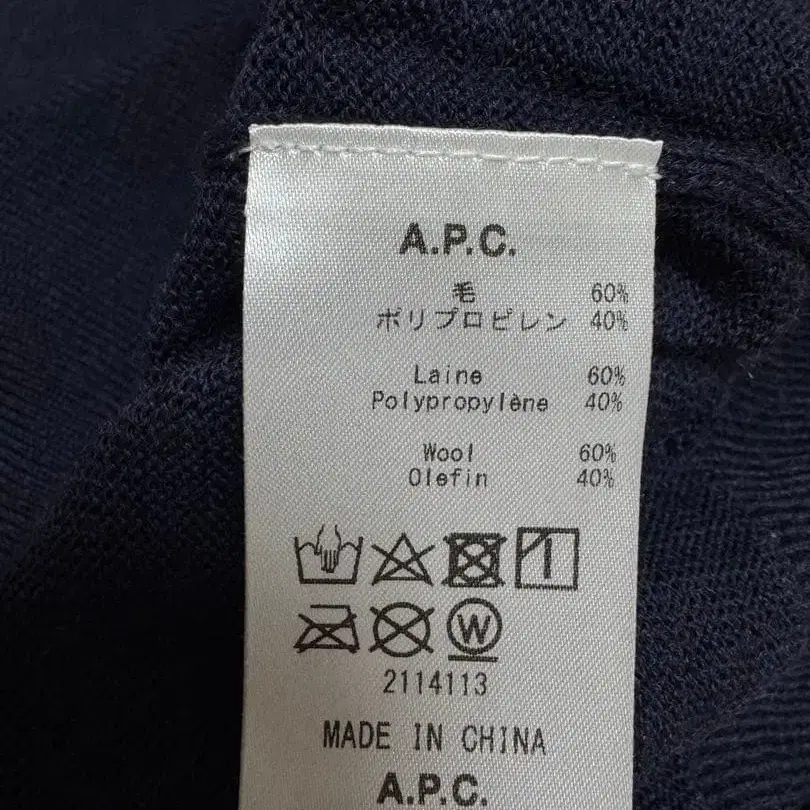 A.P.C.
毛 60%
ポリプロピレン 40%
Laine 60%
Polypropylène 40%
Wool 60%
Olefin 40%
W
2114113
MADE IN CHINA
A.P.C.